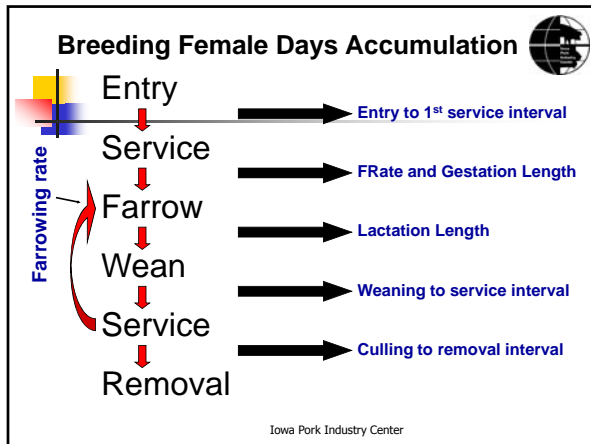 Breeding Female Days Accumulation
Entry
Entry to 1st service interval
Service
FRate and Gestation Length
Farrowing rate
Farrow
Lactation Length
Wean
Weaning to service interval
Service
Culling to removal interval
Removal
Iowa Pork Industry Center